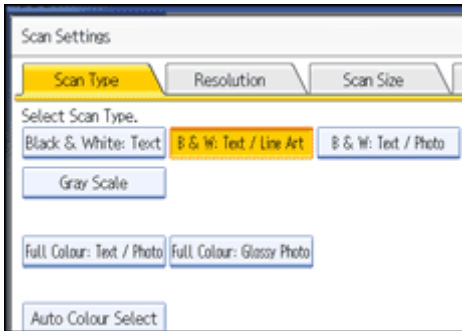 Scan Settings
Scan Type Resolution Scan Size
Select Scan Type.
Black & White: Text B & W: Text / Line Art B & W: Text / Photo
Gray Scale
Full Colour: Text / Photo Full Colour: Glossy Photo
Auto Colour Select